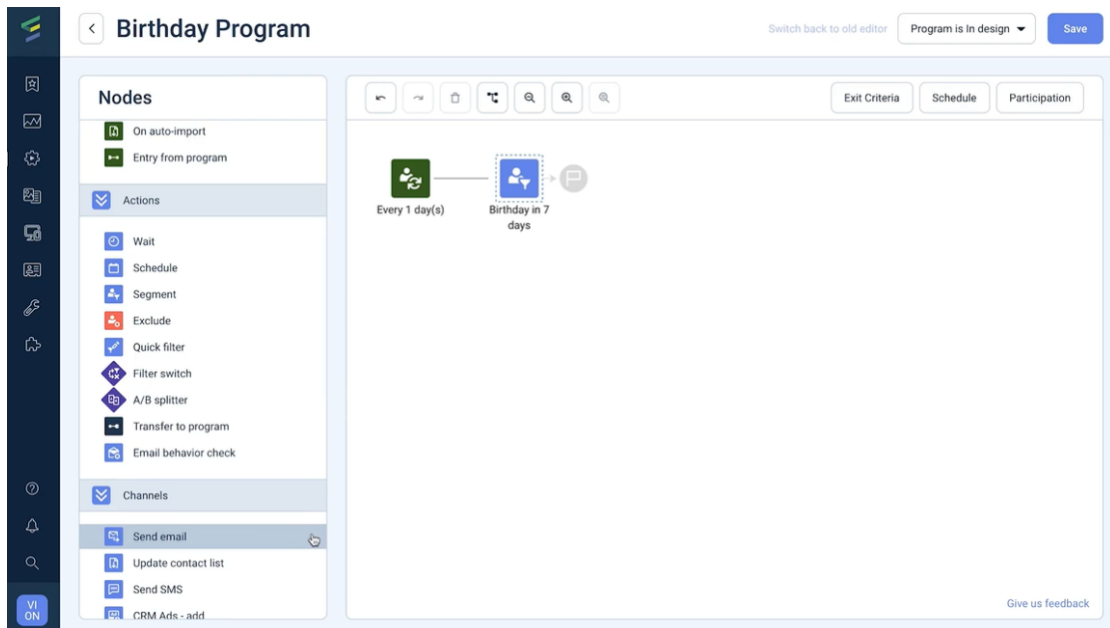 Birthday Program
Switch back to old editor
Program is In design
Save
Nodes
Exit Criteria
Schedule
Participation
On auto-import
Entry from program
Actions
Wait
Schedule
Segment
Exclude
Quick filter
Filter switch
A/B splitter
Transfer to program
Email behavior check
Channels
Send email
Update contact list
Send SMS
CRM Ads - add
Every 1 day(s)
Birthday in 7
days
VI
ON
Give us feedback